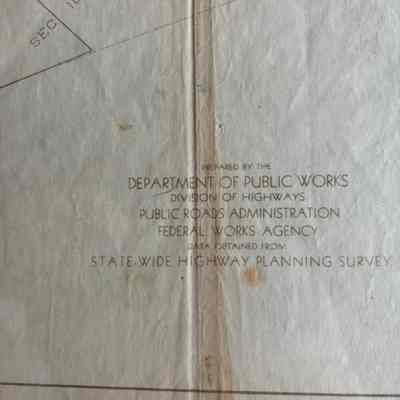 SEC
PREPARED BY THE
DEPARTMENT OF PUBLIC WORKS
DIVISION OF HIGHWAYS
PUBLIC ROADS ADMINISTRATION
FEDERAL WORKS AGENCY
DATA OBTAINED FROM
STATE-WIDE HIGHWAY PLANNING SURVEY